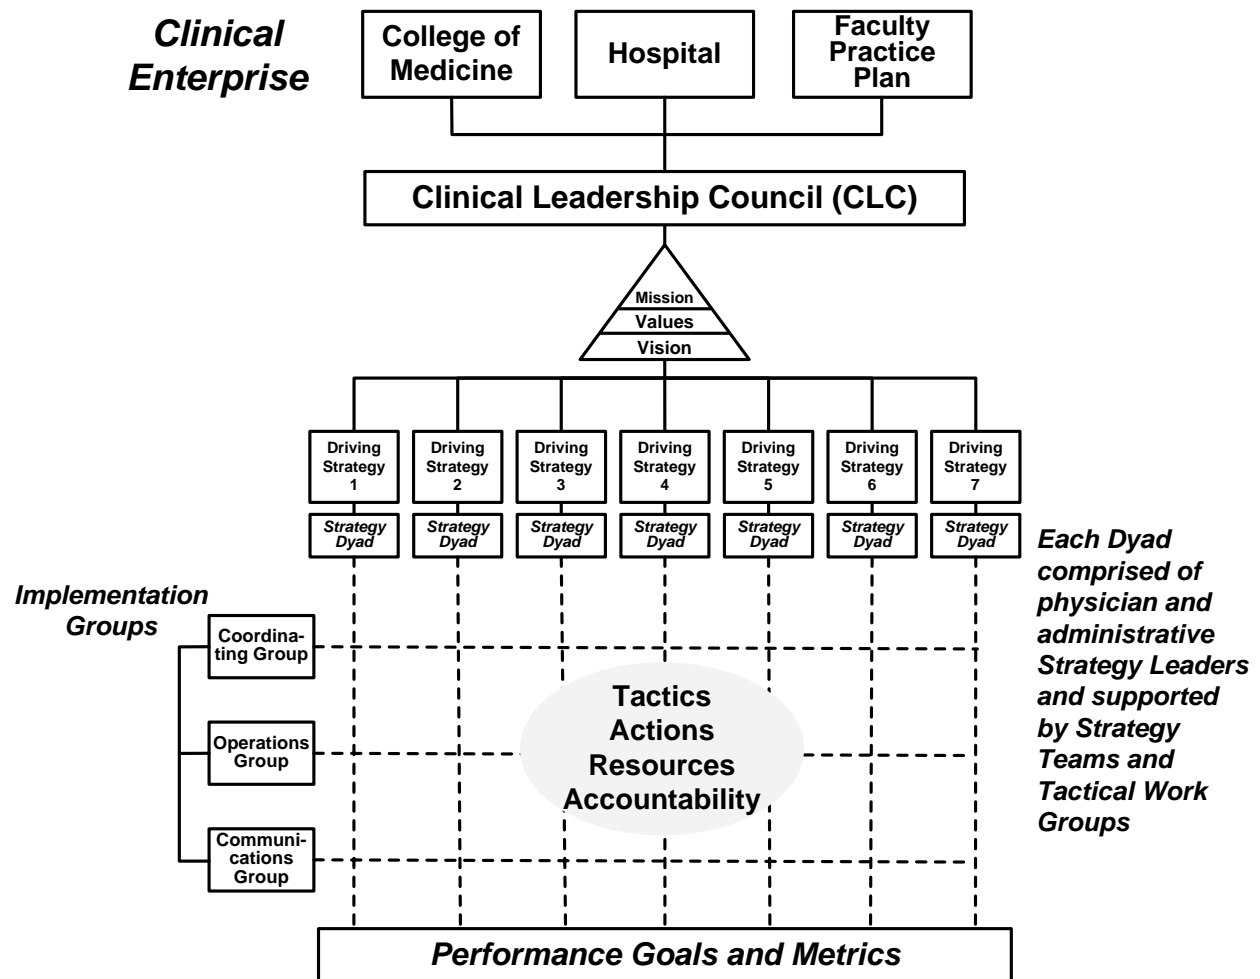 Clinical
Enterprise
College of
Medicine
Hospital
Faculty
Practice
Plan
Clinical Leadership Council (CLC)
Mission
Values
Vision
Driving
Strategy
1
Driving
Strategy
2
Driving
Strategy
3
Driving
Strategy
4
Driving
Strategy
5
Driving
Strategy
6
Driving
Strategy
7
Strategy
Dyad
Strategy
Dyad
Strategy
Dyad
Strategy
Dyad
Strategy
Dyad
Strategy
Dyad
Strategy
Dyad
Each Dyad
comprised of
physician and
administrative
Strategy Leaders
and supported
by Strategy
Teams and
Tactical Work
Groups
Implementation
Groups
Coordina-
ting Group
Operations
Group
Communi-
cations
Group
Tactics
Actions
Resources
Accountability
Performance Goals and Metrics